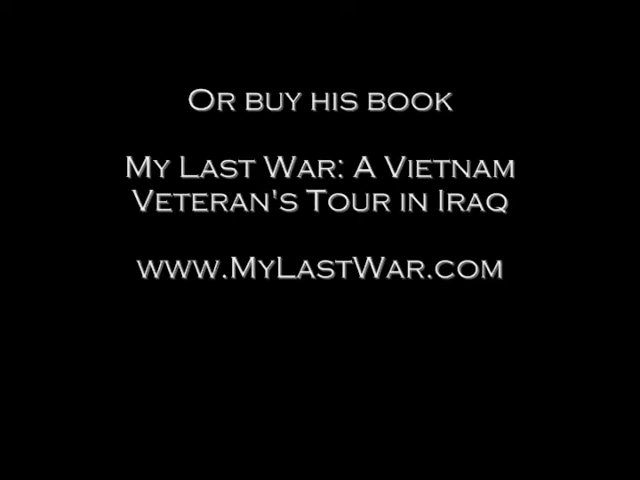 Or buy his book
My Last War: A Vietnam
Veteran's Tour in Iraq
www.MyLastWar.com